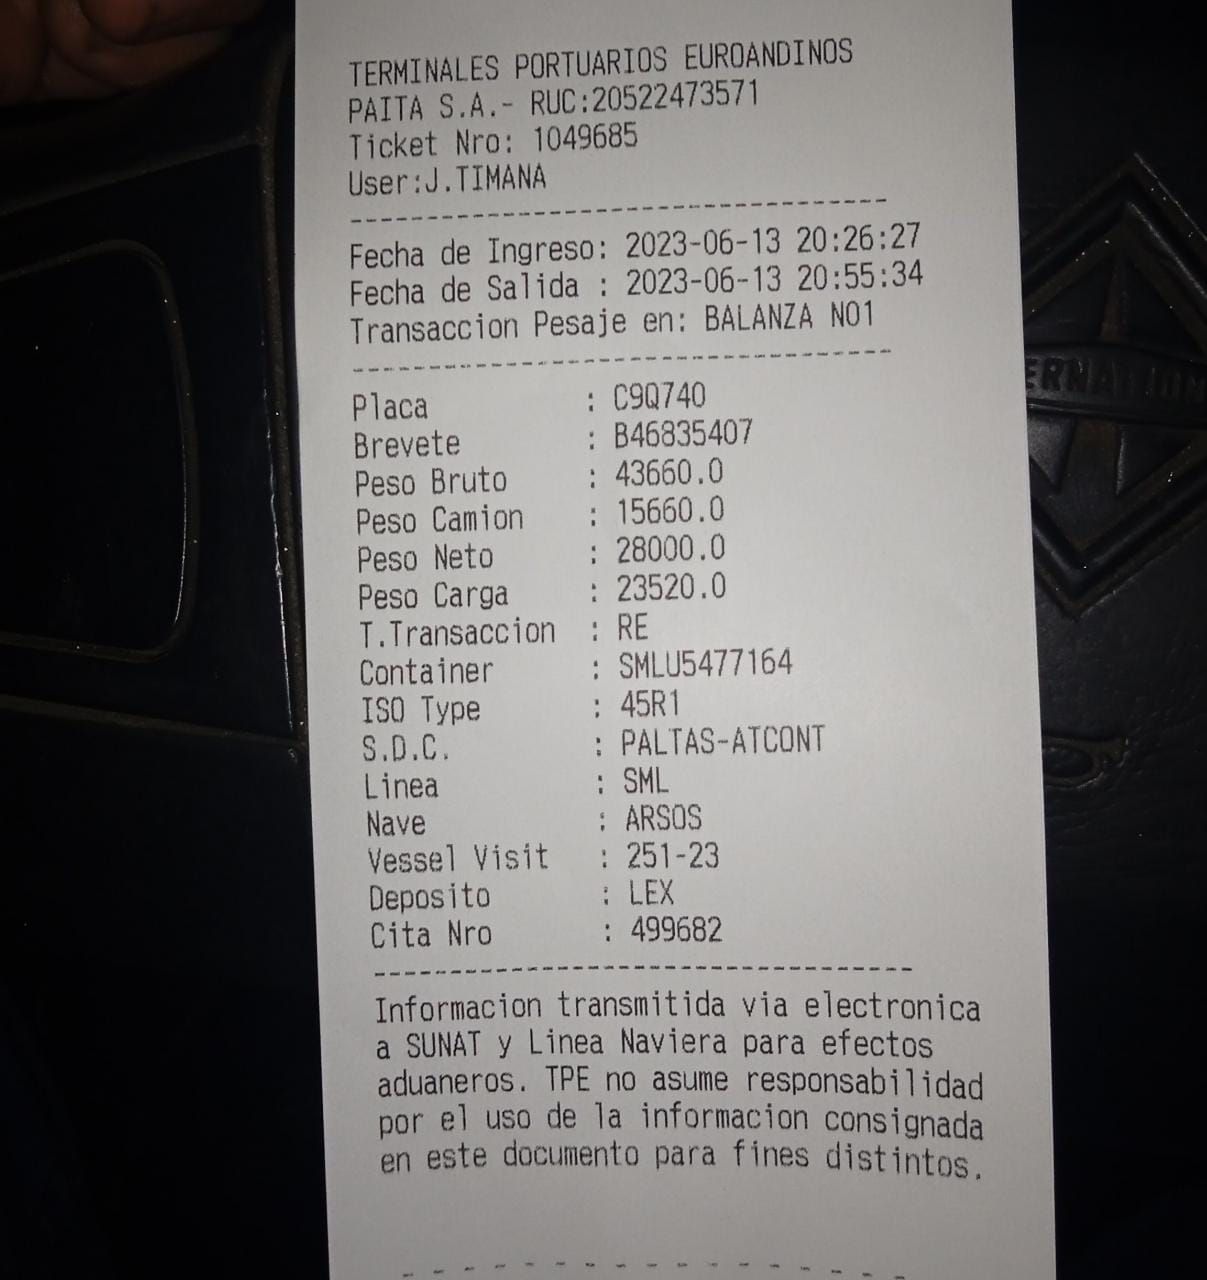 TERMINALES PORTUARIOS EUROANDINOS
PAITA S.A.- RUC:20522473571
Ticket Nro: 1049685
User:J.TIMANA
-----------------------------------
Fecha de Ingreso: 2023-06-13 20:26:27
Fecha de Salida : 2023-06-13 20:55:34
Transaccion Pesaje en: BALANZA NO1
-----------------------------------
Placa : C9Q740
Brevete : B46835407
Peso Bruto : 43660.0
Peso Camion : 15660.0
Peso Neto : 28000.0
Peso Carga : 23520.0
T.Transaccion : RE
Container : SMLU5477164
ISO Type : 45R1
S.D.C. : PALTAS-ATCONT
Linea : SML
Nave : ARSOS
Vessel Visit : 251-23
Deposito : LEX
Cita Nro : 499682
-----------------------------------
Informacion transmitida via electronica
a SUNAT y Linea Naviera para efectos
aduaneros. TPE no asume responsabilidad
por el uso de la informacion consignada
en este documento para fines distintos.
ERNATION